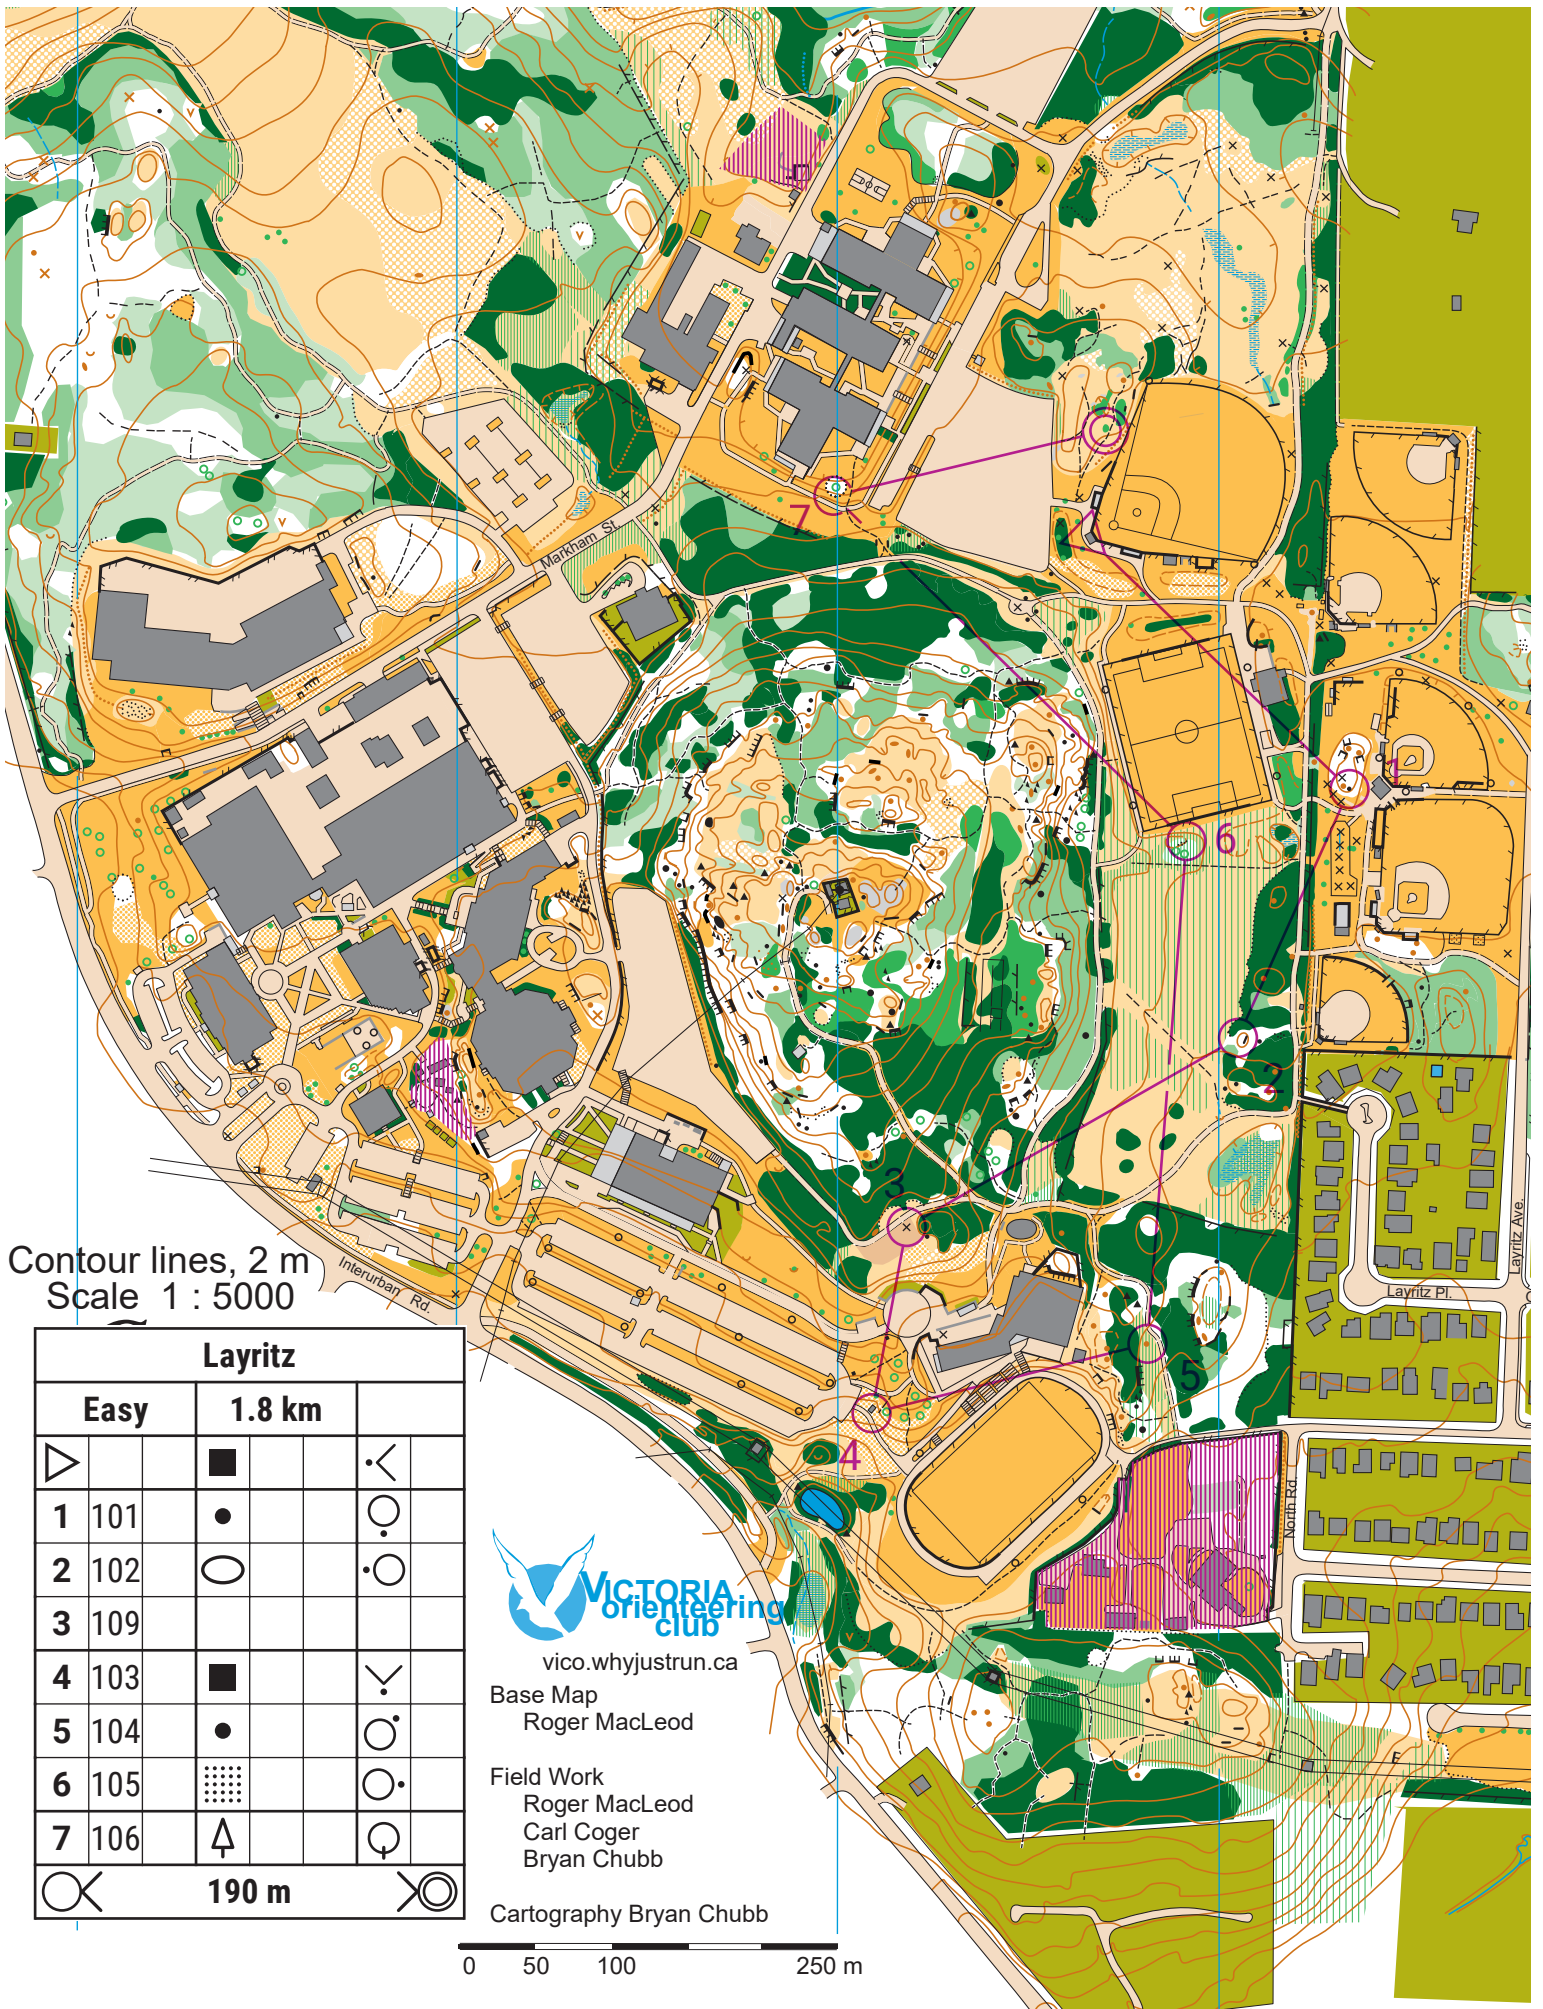 Markham St.
7
1
6
2
3
5
4
Contour lines, 2 m
Scale 1 : 5000
Interurban Rd.
Layritz Ave.
Layritz Pl.
North Rd.
Layritz
Easy 1.8 km
1 101
2 102
3 109
4 103
5 104
6 105
7 106
190 m
VICTORIA
orienteering
club
vico.whyjustrun.ca
Base Map
Roger MacLeod
Field Work
Roger MacLeod
Carl Coger
Bryan Chubb
Cartography Bryan Chubb
0 50 100 250 m